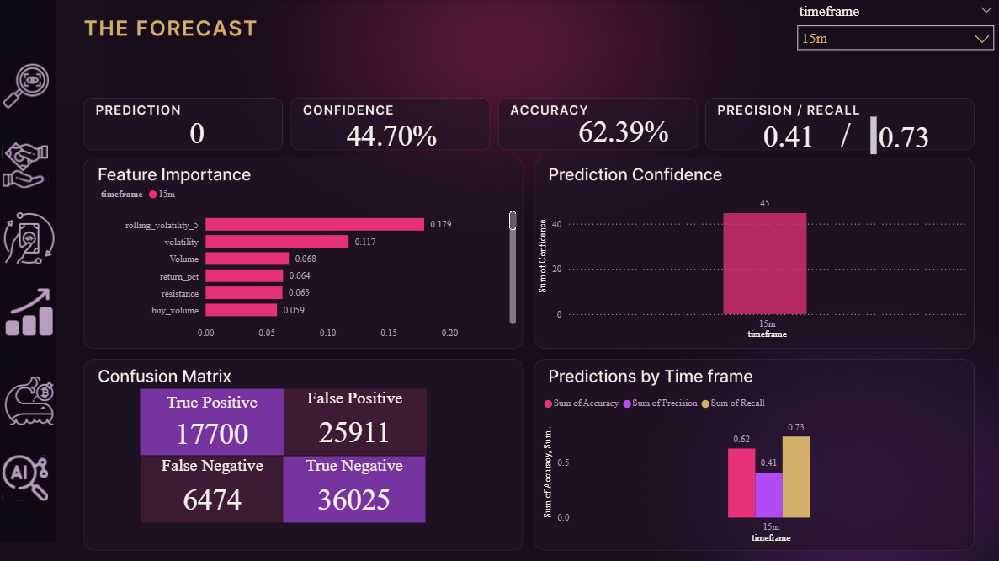 THE FORECAST
timeframe
15m
PREDICTION
0
CONFIDENCE
44.70%
ACCURACY
62.39%
PRECISION / RECALL
0.41 / 0.73
Feature Importance
timeframe 15m
rolling_volatility_5 0.179
volatility 0.117
Volume 0.068
return_pct 0.064
resistance 0.063
buy_volume 0.059
0.00 0.05 0.10 0.15 0.20
Prediction Confidence
Sum of Confidence
45
40
20
0
15m
timeframe
Confusion Matrix
True Positive
17700
False Positive
25911
False Negative
6474
True Negative
36025
Predictions by Time frame
Sum of Accuracy Sum of Precision Sum of Recall
Sum of Accuracy, Sum...
0.73
0.62
0.41
0.5
0.0
15m
timeframe
AI